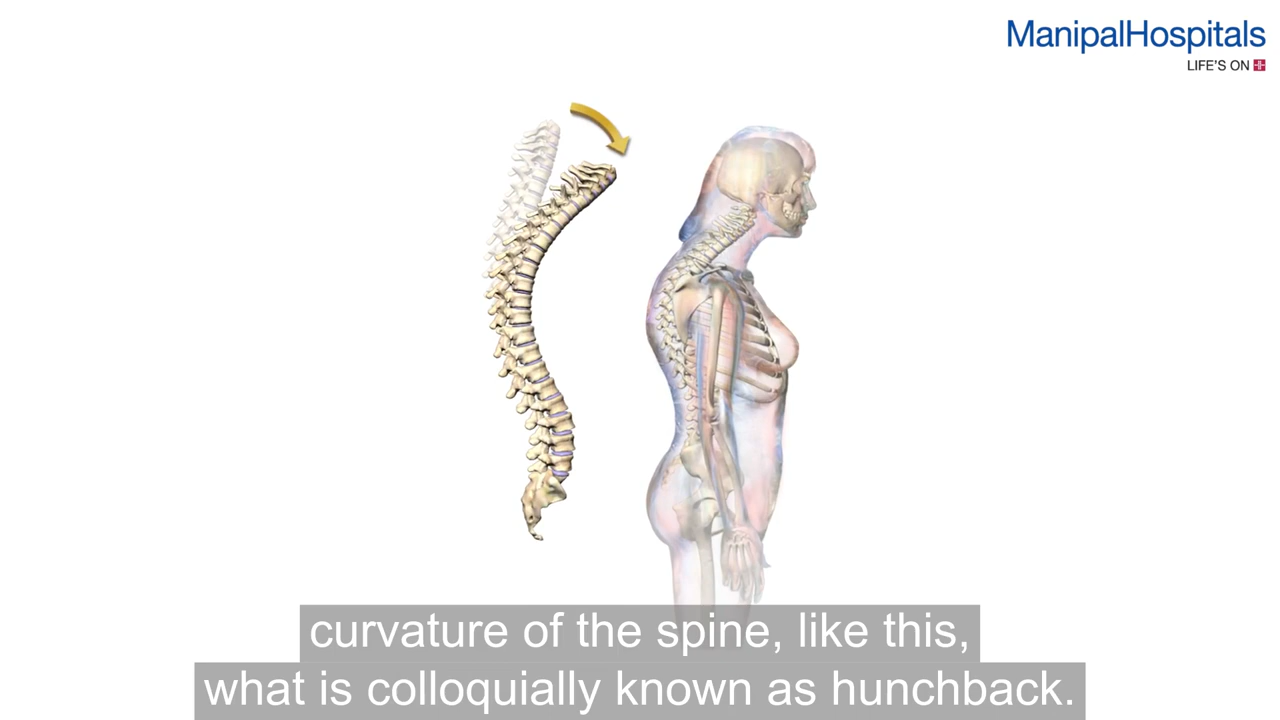 ManipalHospitals
LIFE'S ON
curvature of the spine, like this,
what is colloquially known as hunchback.